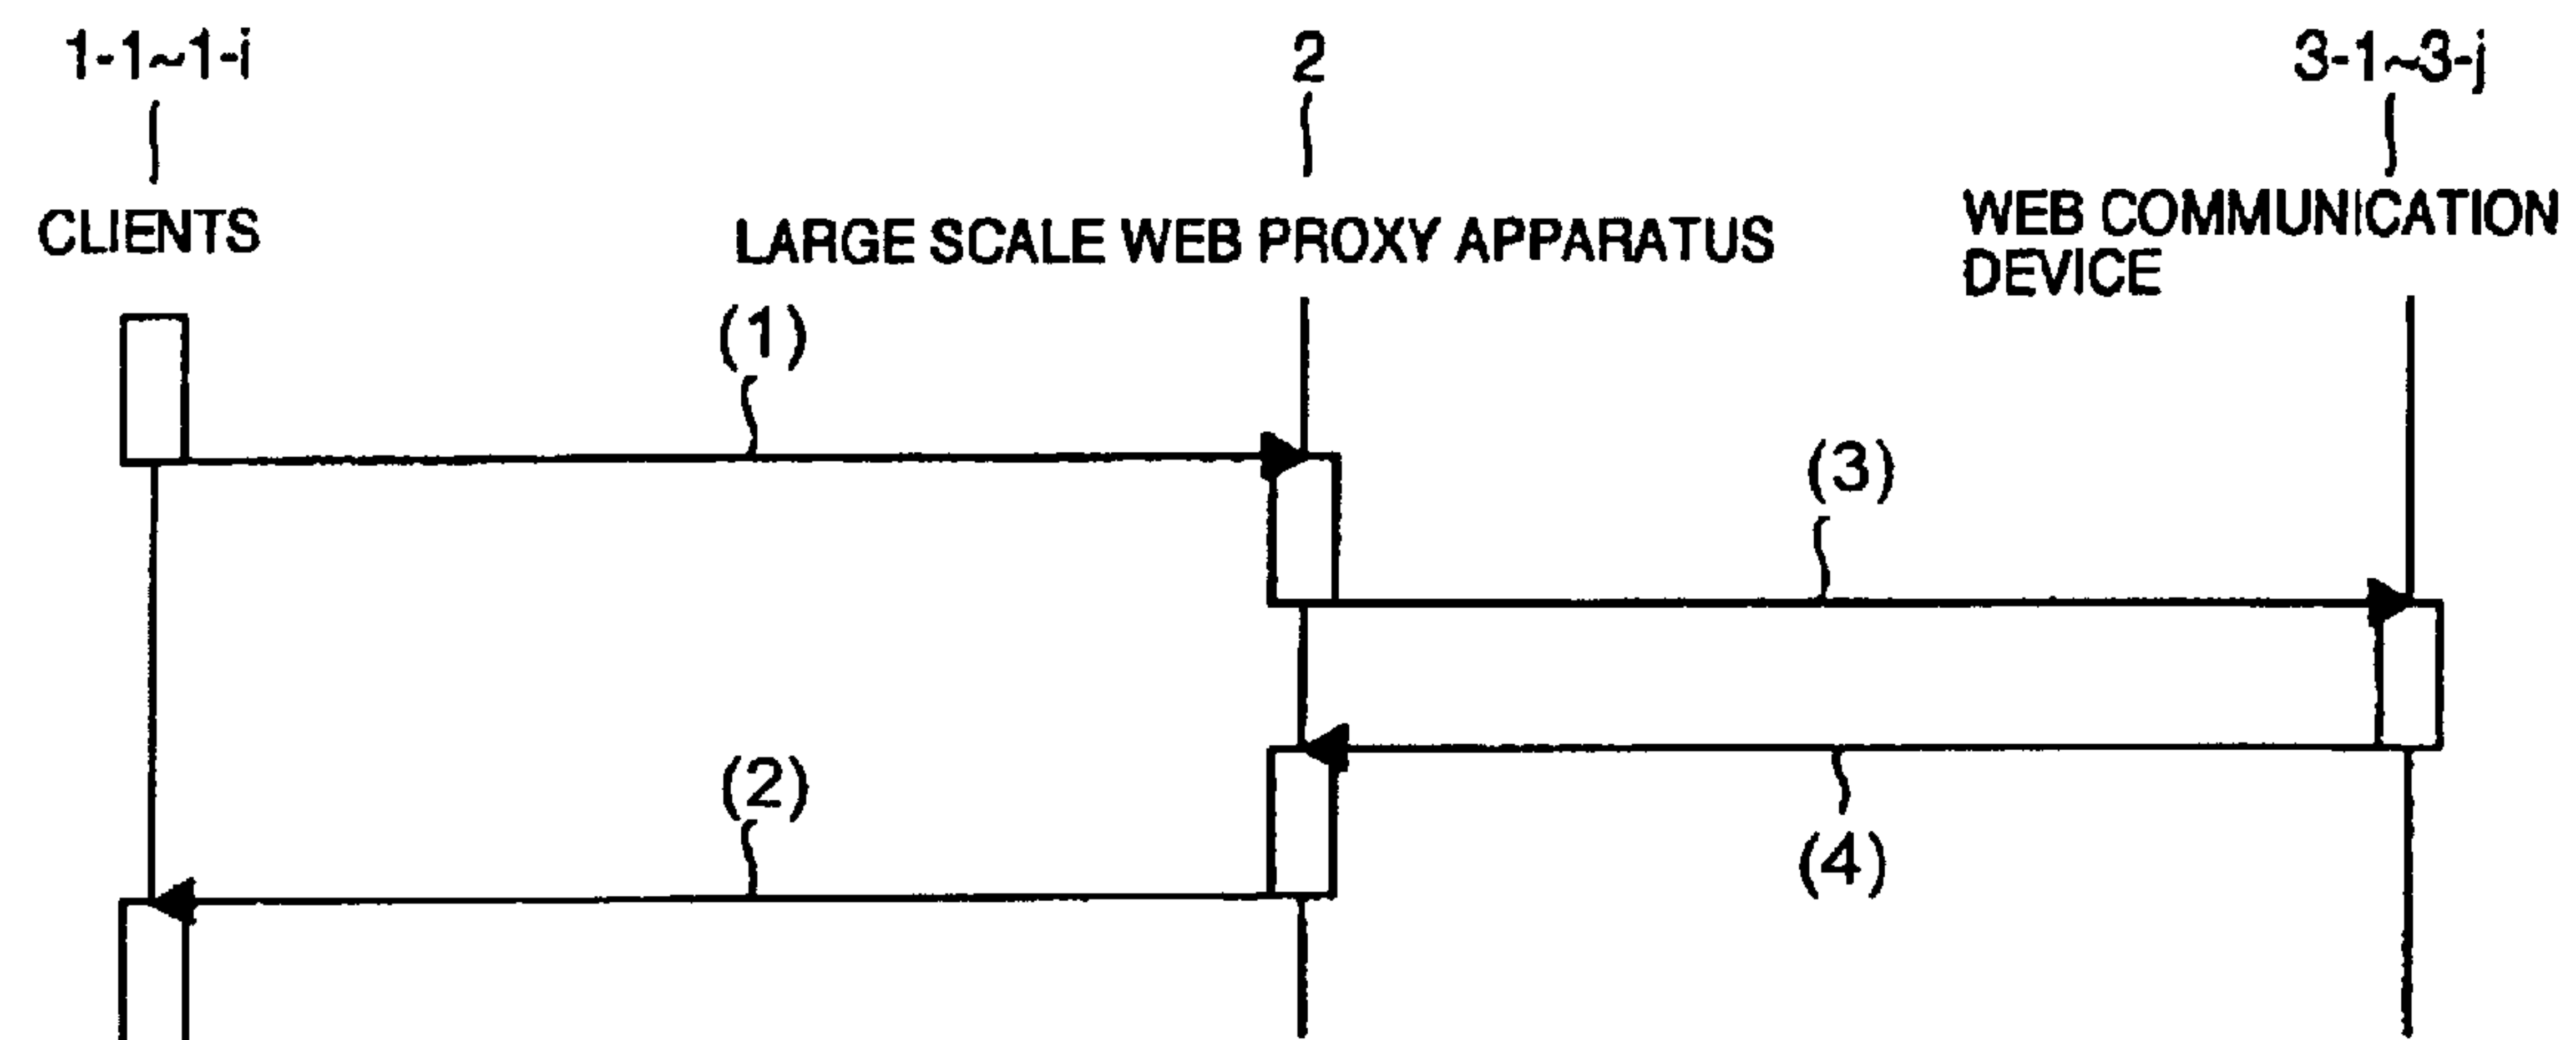 1-1~1-i
2
3-1~3-j
CLIENTS
LARGE SCALE WEB PROXY APPARATUS
WEB COMMUNICATION
DEVICE
(1)
(3)
(2)
(4)